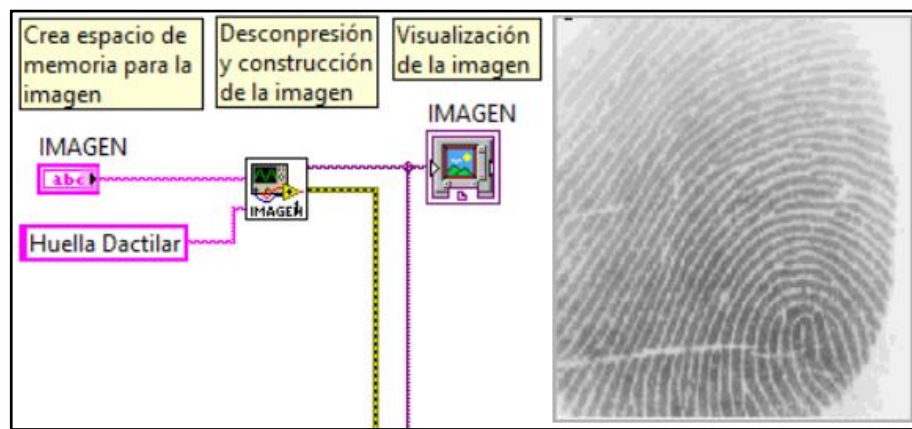 Crea espacio de
memoria para la
imagen
Desconpresión
y construcción
de la imagen
Visualización
de la imagen
IMAGEN
abc
Huella Dactilar
IMAGEN
IMAGEN